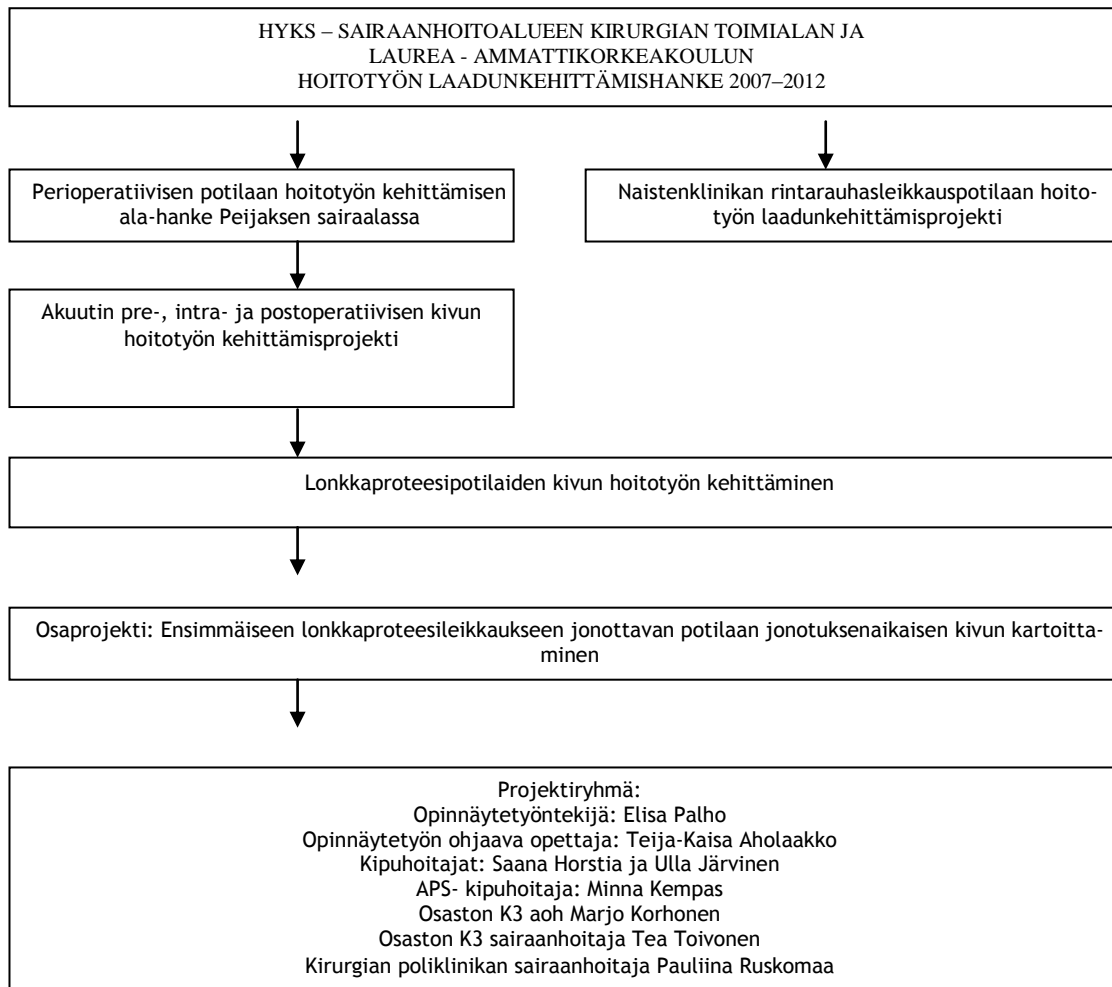 HYKS – SAIRAANHOITOALUEEN KIRURGIAN TOIMIALAN JA
LAUREA - AMMATTIKORKEAKOULUN
HOITOTYÖN LAADUNKEHITTÄMISHANKE 2007–2012
Perioperatiivisen potilaan hoitotyön kehittämisen
ala-hanke Peijaksen sairaalassa
Naistenklinikan rintarauhasleikkauspotilaan hoito-
työn laadunkehittämisprojekti
Akuutin pre-, intra- ja postoperatiivisen kivun
hoitotyön kehittämisprojekti
Lonkkaproteesipotilaiden kivun hoitotyön kehittäminen
Osaprojekti: Ensimmäiseen lonkkaproteesileikkaukseen jonottavan potilaan jonotuksenaikaisen kivun kartoitta-
minen
Projektiryhmä:
Opinnäytetyöntekijä: Elisa Palho
Opinnäytetyön ohjaava opettaja: Teija-Kaisa Aholaakko
Kipuhoitajat: Saana Horstia ja Ulla Järvinen
APS- kipuhoitaja: Minna Kempas
Osaston K3 aoh Marjo Korhonen
Osaston K3 sairaanhoitaja Tea Toivonen
Kirurgian poliklinikan sairaanhoitaja Pauliina Ruskomaa